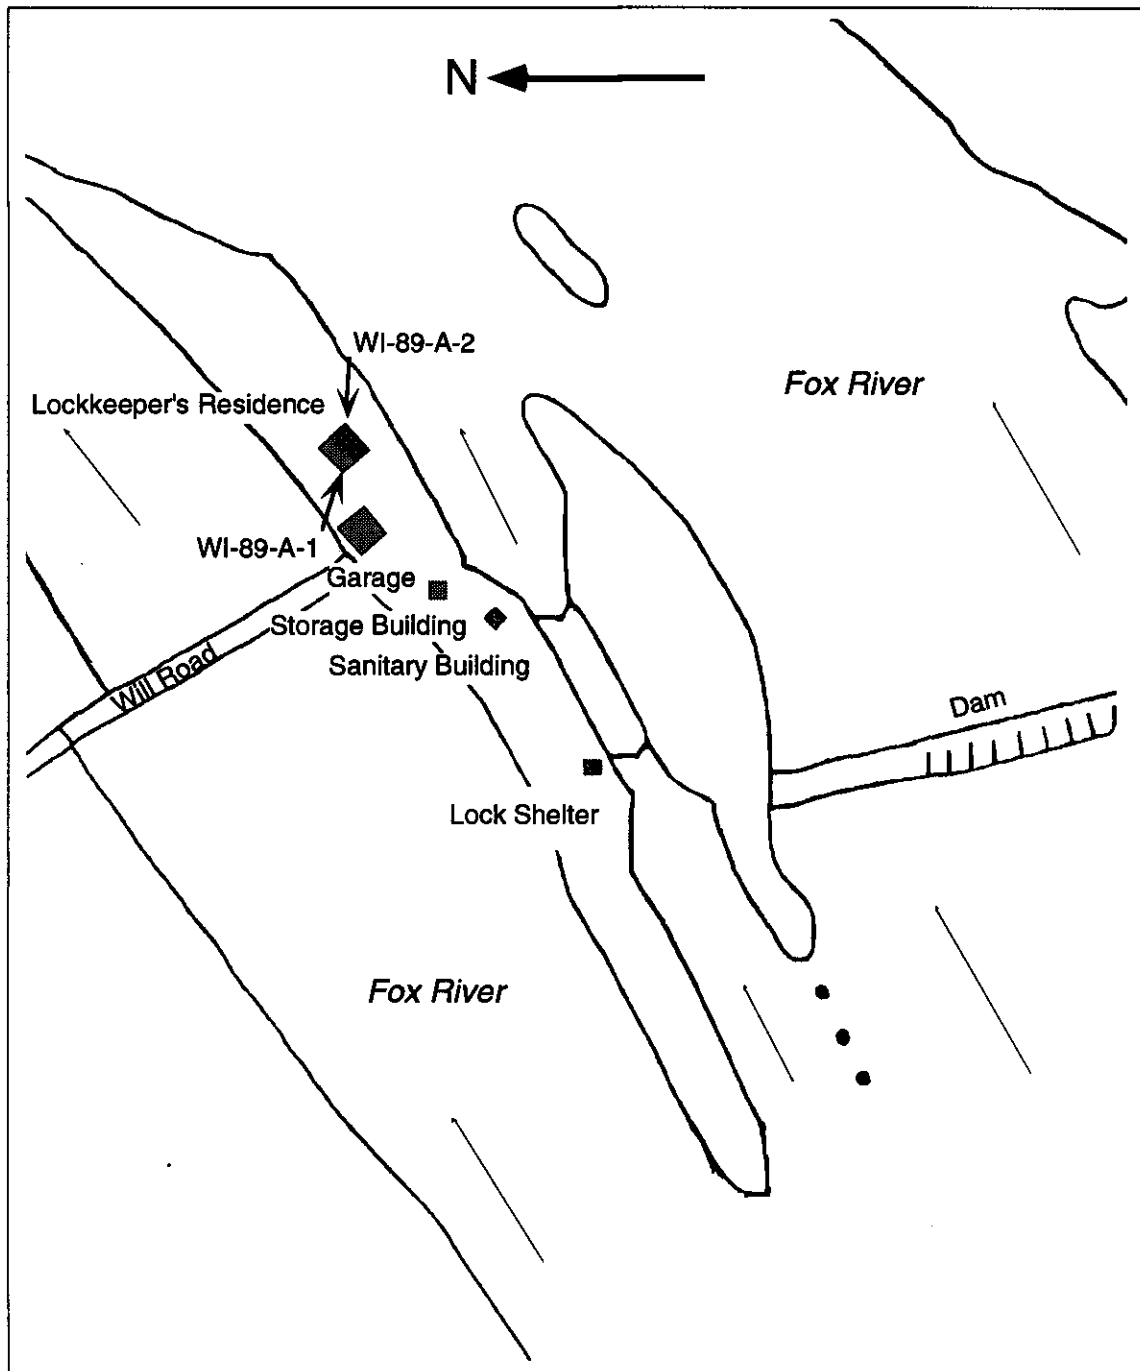 N
WI-89-A-2
Fox River
Lockkeeper's Residence
WI-89-A-1
Garage
Storage Building
Sanitary Building
Will Road
Dam
Lock Shelter
Fox River